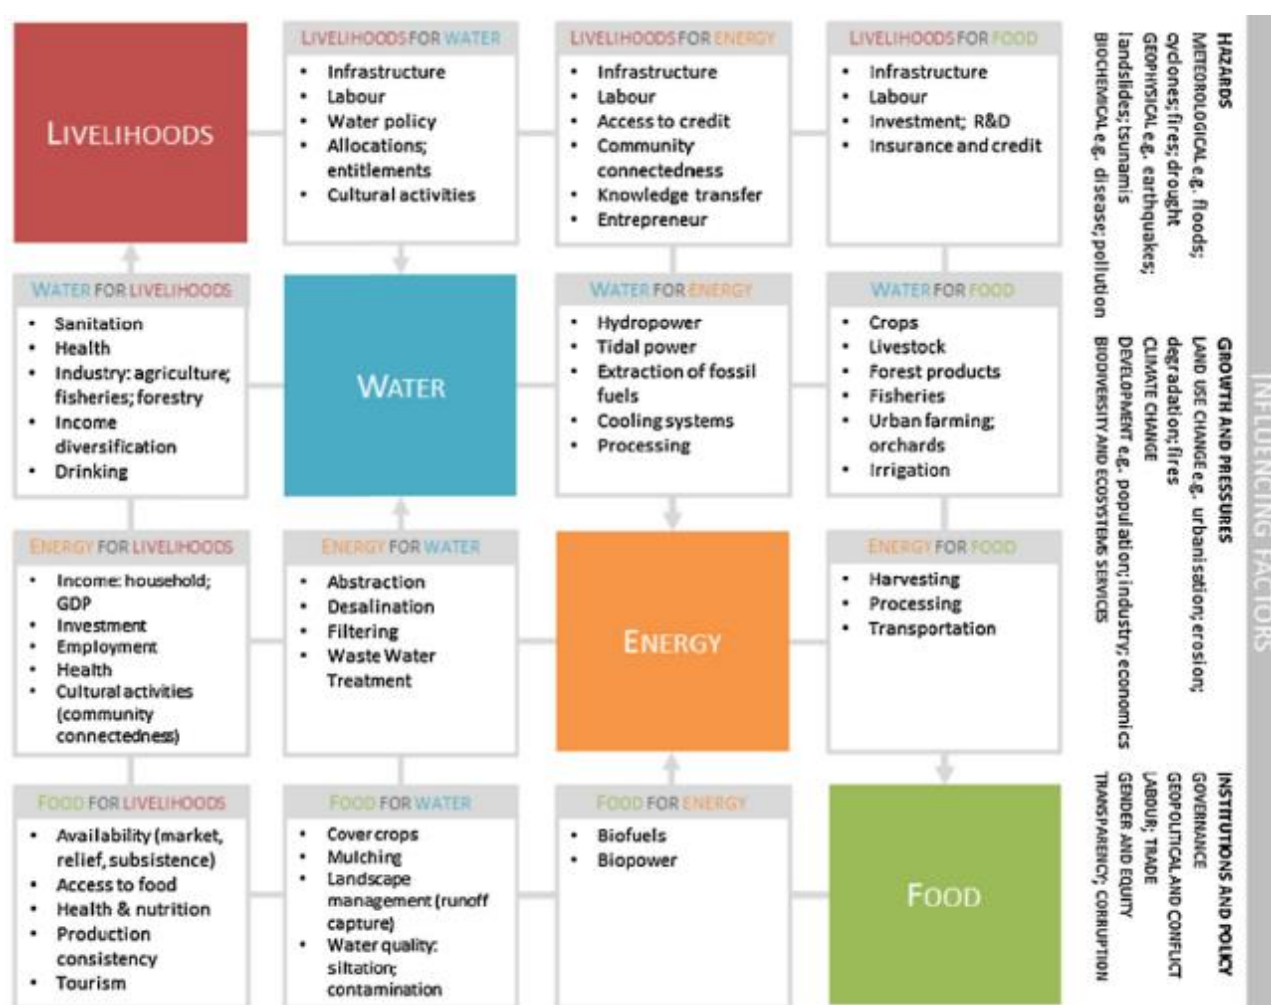 LIVELIHOODS
LIVELIHOODS FOR WATER
• Infrastructure
• Labour
• Water policy
• Allocations;
entitlements
• Cultural activities
LIVELIHOODS FOR ENERGY
• Infrastructure
• Labour
• Access to credit
• Community
connectedness
• Knowledge transfer
• Entrepreneur
LIVELIHOODS FOR FOOD
• Infrastructure
• Labour
• Investment; R&D
• Insurance and credit
WATER FOR LIVELIHOODS
• Sanitation
• Health
• Industry: agriculture;
fisheries; forestry
• Income
diversification
• Drinking
WATER
WATER FOR ENERGY
• Hydropower
• Tidal power
• Extraction of fossil
fuels
• Cooling systems
• Processing
WATER FOR FOOD
• Crops
• Livestock
• Forest products
• Fisheries
• Urban farming;
orchards
• Irrigation
ENERGY FOR LIVELIHOODS
• Income: household;
GDP
• Investment
• Employment
• Health
• Cultural activities
(community
connectedness)
ENERGY FOR WATER
• Abstraction
• Desalination
• Filtering
• Waste Water
Treatment
ENERGY
ENERGY FOR FOOD
• Harvesting
• Processing
• Transportation
FOOD FOR LIVELIHOODS
• Availability (market,
relief, subsistence)
• Access to food
• Health & nutrition
• Production
consistency
• Tourism
FOOD FOR WATER
• Cover crops
• Mulching
• Landscape
management (runoff
capture)
• Water quality:
siltation;
contamination
FOOD FOR ENERGY
• Biofuels
• Biopower
FOOD
INFLUENCING FACTORS
HAZARDS
METEOROLOGICAL e.g. floods;
cyclones; fires; drought
GEOPHYSICAL e.g. earthquakes;
landslides; tsunamis
BIOCHEMICAL e.g. disease; pollution
GROWTH AND PRESSURES
LAND USE CHANGE e.g. urbanisation; erosion;
degradation; fires
CLIMATE CHANGE
DEVELOPMENT e.g. population; industry; economics
BIODIVERSITY AND ECOSYSTEMS SERVICES
INSTITUTIONS AND POLICY
GOVERNANCE
GEOPOLITICAL AND CONFLICT
LABOUR; TRADE
GENDER AND EQUITY
TRANSPARENCY; CORRUPTION